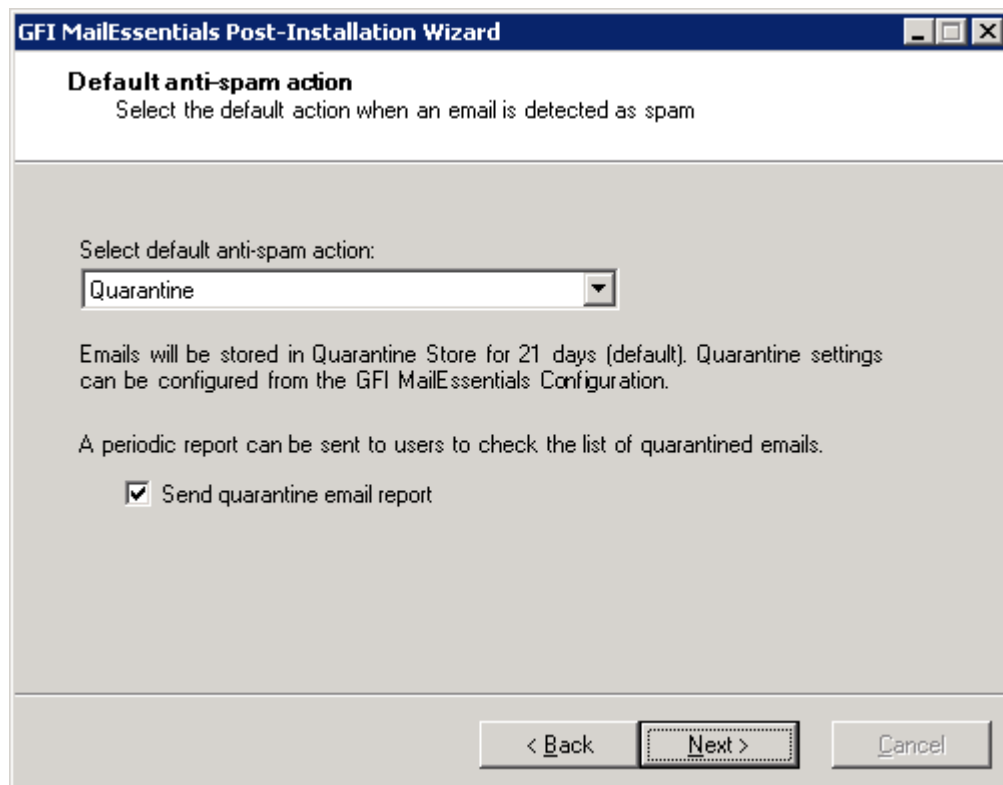 GFI MailEssentials Post-Installation Wizard
Default anti-spam action
Select the default action when an email is detected as spam
Select default anti-spam action:
Quarantine
Emails will be stored in Quarantine Store for 21 days (default). Quarantine settings
can be configured from the GFI MailEssentials Configuration.
A periodic report can be sent to users to check the list of quarantined emails.
Send quarantine email report
< Back
Next >
Cancel